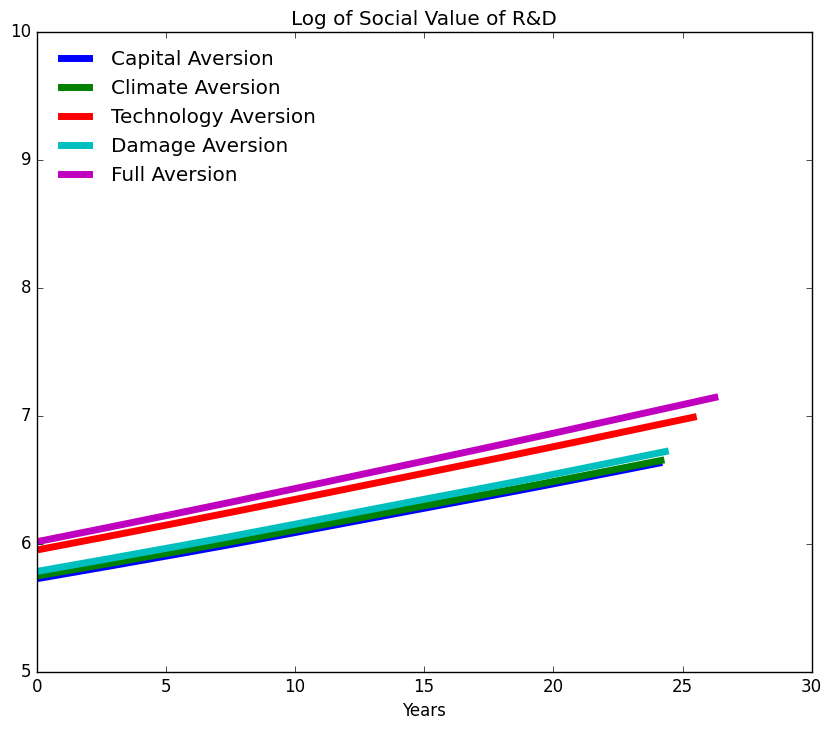 Log of Social Value of R&D
10
9
8
7
6
5
Capital Aversion
Climate Aversion
Technology Aversion
Damage Aversion
Full Aversion
0 5 10 15 20 25 30
Years